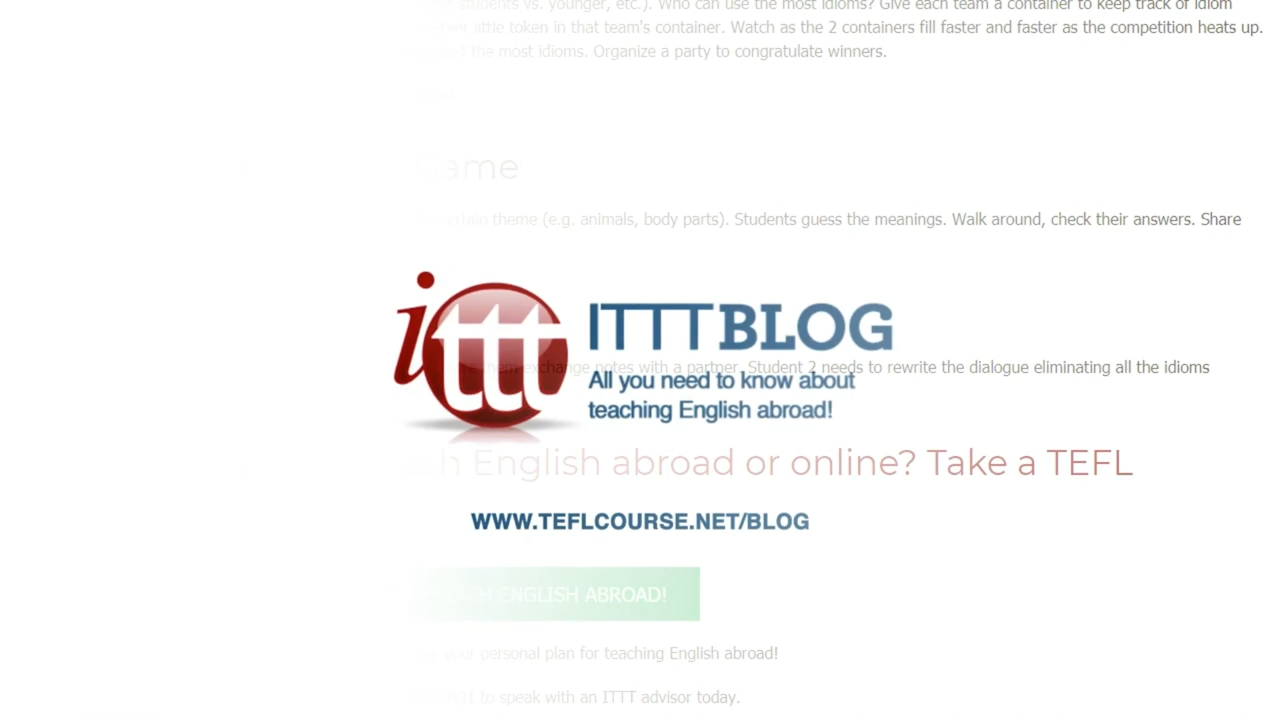 students vs. younger, etc.). Who can use the most idioms? Give each team a container to keep track of idiom
little token in that team's container. Watch as the 2 containers fill faster and faster as the competition heats up.
the most idioms. Organize a party to congratulate winners.
Game
theme (e.g. animals, body parts). Students guess the meanings. Walk around, check their answers. Share
ittt
ITTT BLOG
exchange notes with a partner. Student 2 needs to rewrite the dialogue eliminating all the idioms
All you need to know about
teaching English abroad!
English abroad or online? Take a TEFL
WWW.TEFLCOURSE.NET/BLOG
ENGLISH ABROAD!
your personal plan for teaching English abroad!
to speak with an ITTT advisor today.